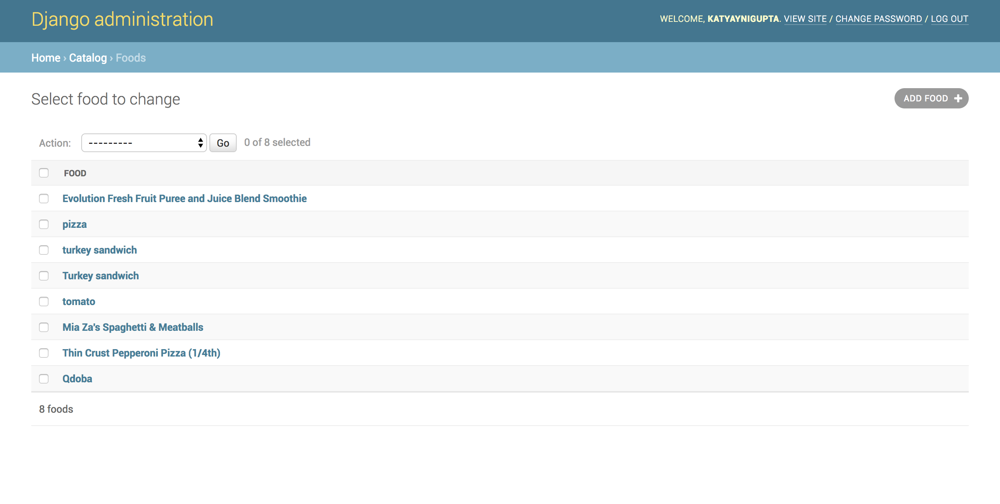 Django administration
WELCOME, KATYAYNIGUPTA. VIEW SITE / CHANGE PASSWORD / LOG OUT
Home › Catalog › Foods
Select food to change
ADD FOOD +
Action: --------- Go 0 of 8 selected
FOOD
Evolution Fresh Fruit Puree and Juice Blend Smoothie
pizza
turkey sandwich
Turkey sandwich
tomato
Mia Za's Spaghetti & Meatballs
Thin Crust Pepperoni Pizza (1/4th)
Qdoba
8 foods